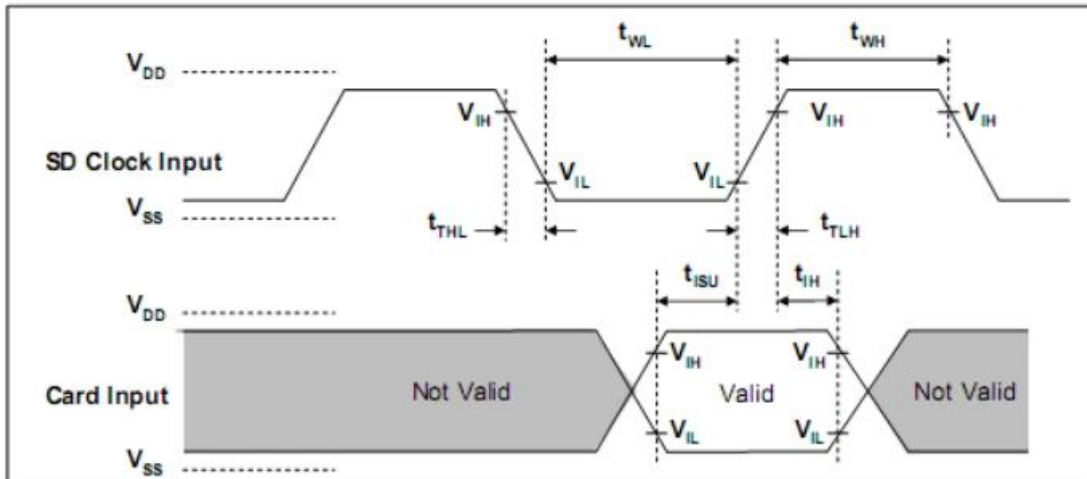 tWL tWH
VDD
VIH VIH VIH
SD Clock Input
VIL VIL
VSS
tTHL tTLH
tISU tIH
VDD
VIH VIH
Card Input Not Valid Valid Not Valid
VIL VIL
VSS